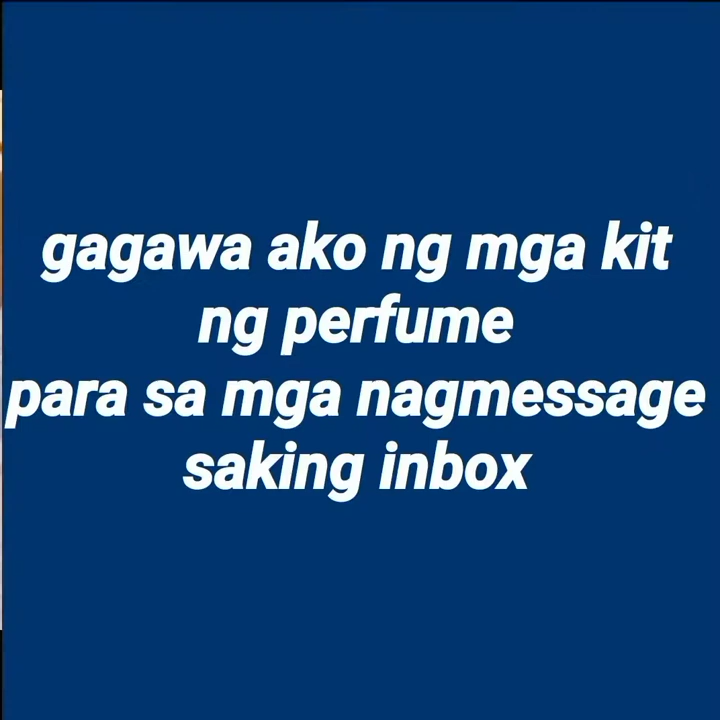 gagawa ako ng mga kit
ng perfume
para sa mga nagmessage
saking inbox